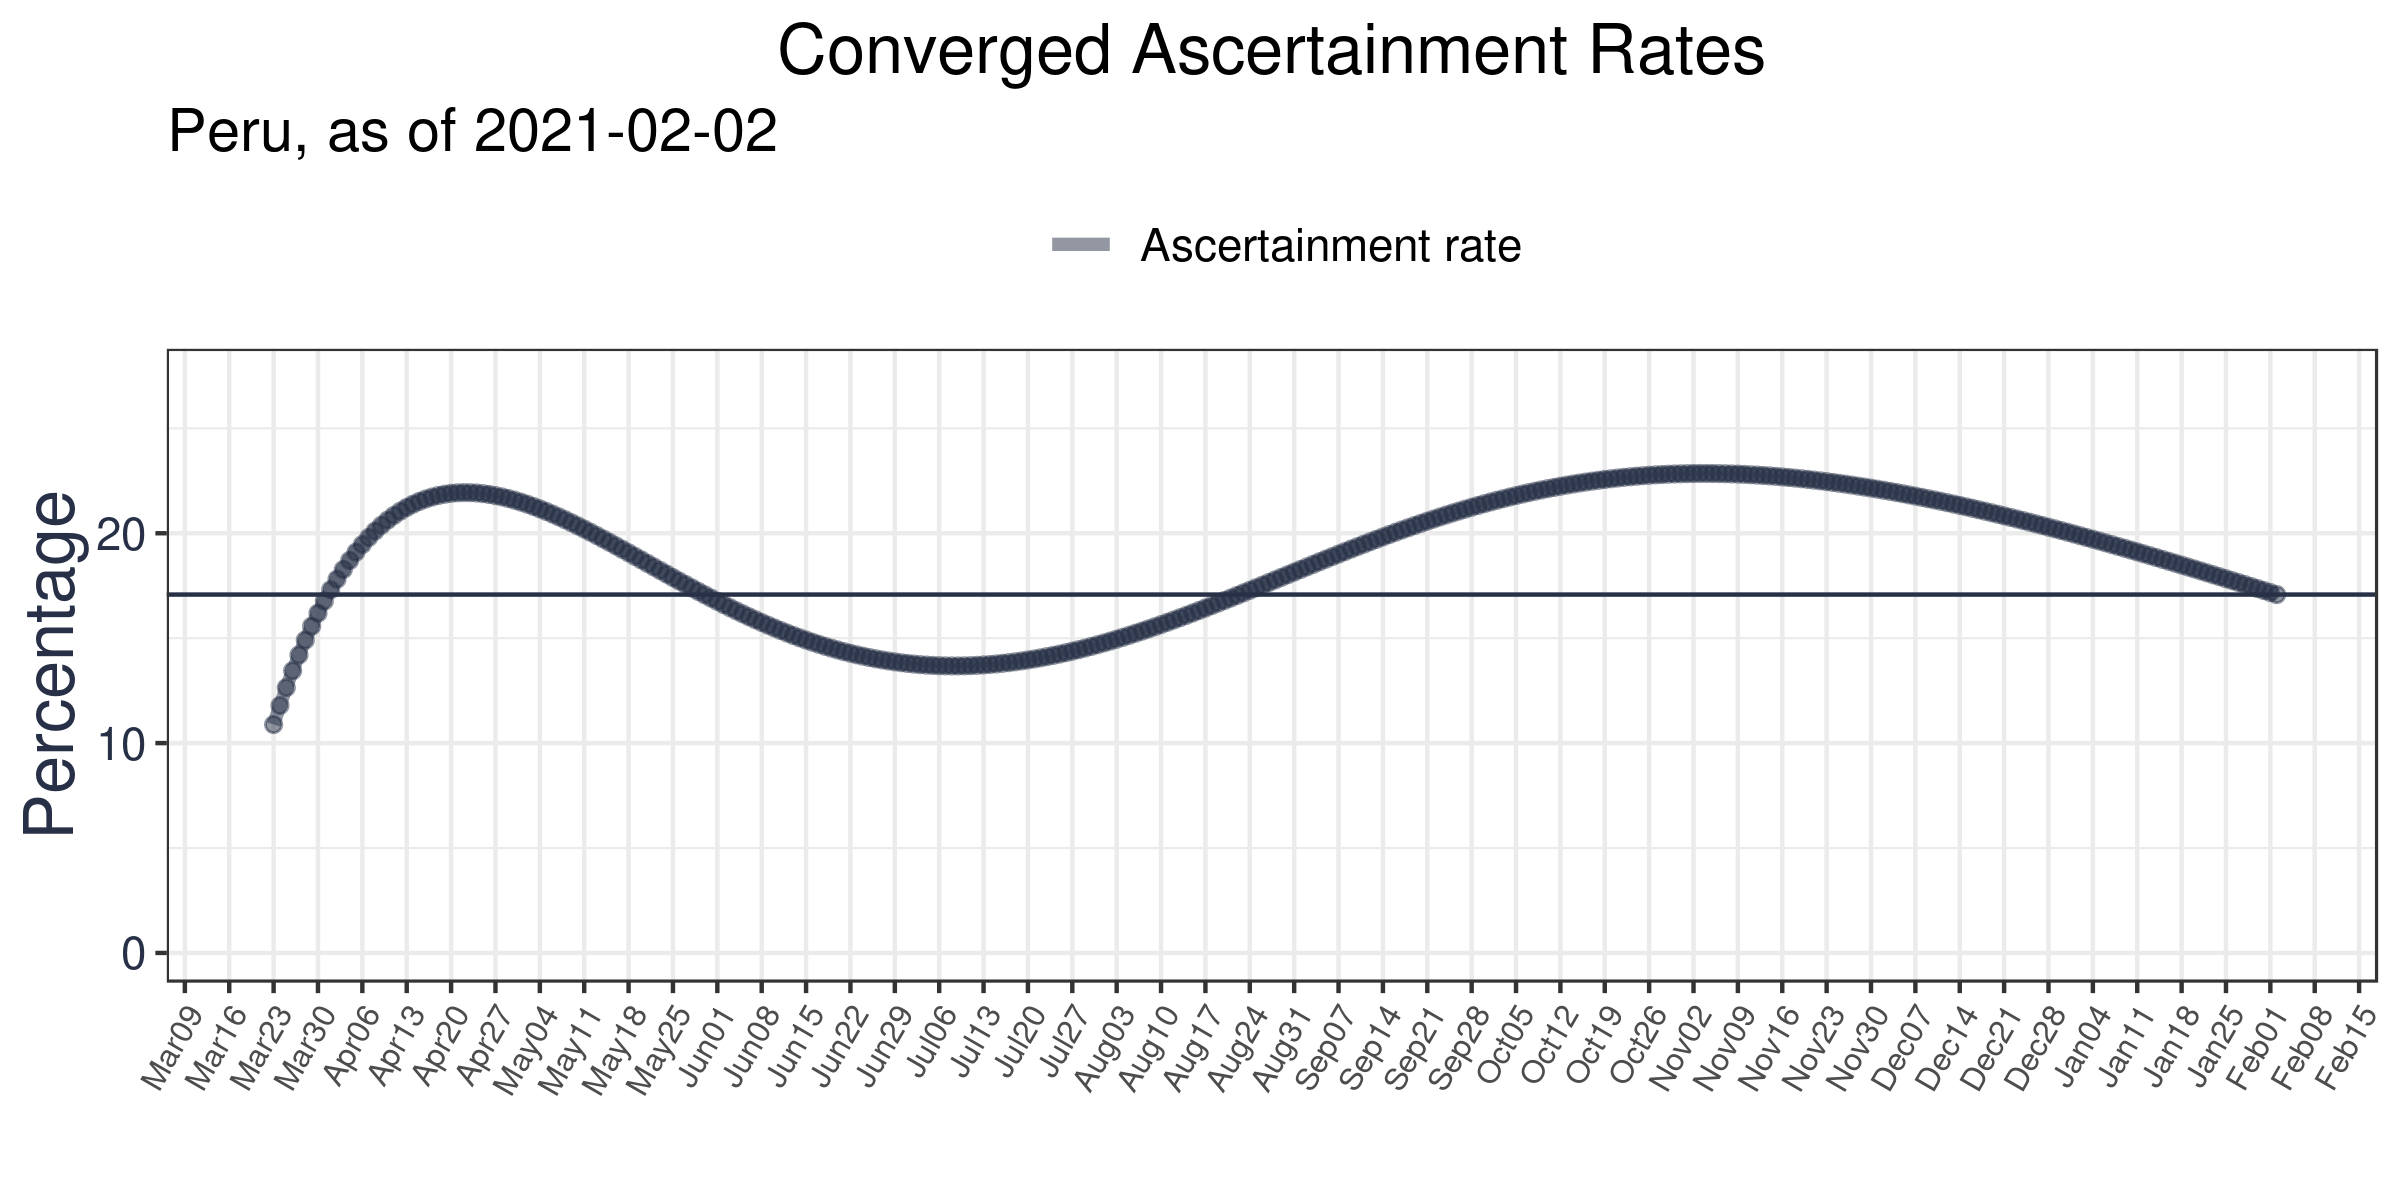 Converged Ascertainment Rates
Peru, as of 2021-02-02
Ascertainment rate
Percentage
20
10
0
Mar09 Mar16 Mar23 Mar30 Apr06 Apr13 Apr20 Apr27 May04 May11 May18 May25 Jun01 Jun08 Jun15 Jun22 Jun29 Jul06 Jul13 Jul20 Jul27 Aug03 Aug10 Aug17 Aug24 Aug31 Sep07 Sep14 Sep21 Sep28 Oct05 Oct12 Oct19 Oct26 Nov02 Nov09 Nov16 Nov23 Nov30 Dec07 Dec14 Dec21 Dec28 Jan04 Jan11 Jan18 Jan25 Feb01 Feb08 Feb15